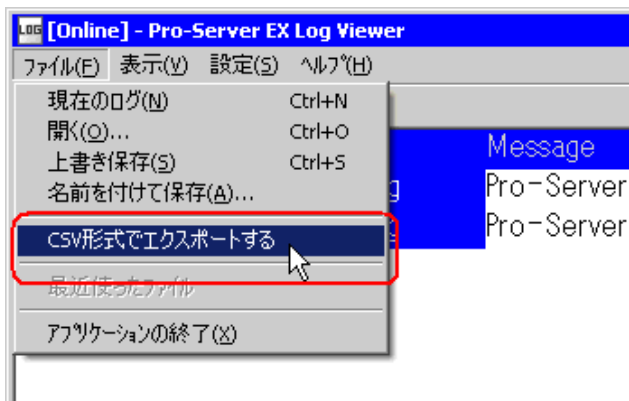 LOG [Online] - Pro-Server EX Log Viewer
ファイル(F) 表示(V) 設定(S) ヘルプ(H)
現在のログ(N) Ctrl+N
開く(O)... Ctrl+O
上書き保存(S) Ctrl+S
名前を付けて保存(A)...
CSV形式でエクスポートする
最近使ったファイル
アプリケーションの終了(X)
Message
g Pro-Server
Pro-Server